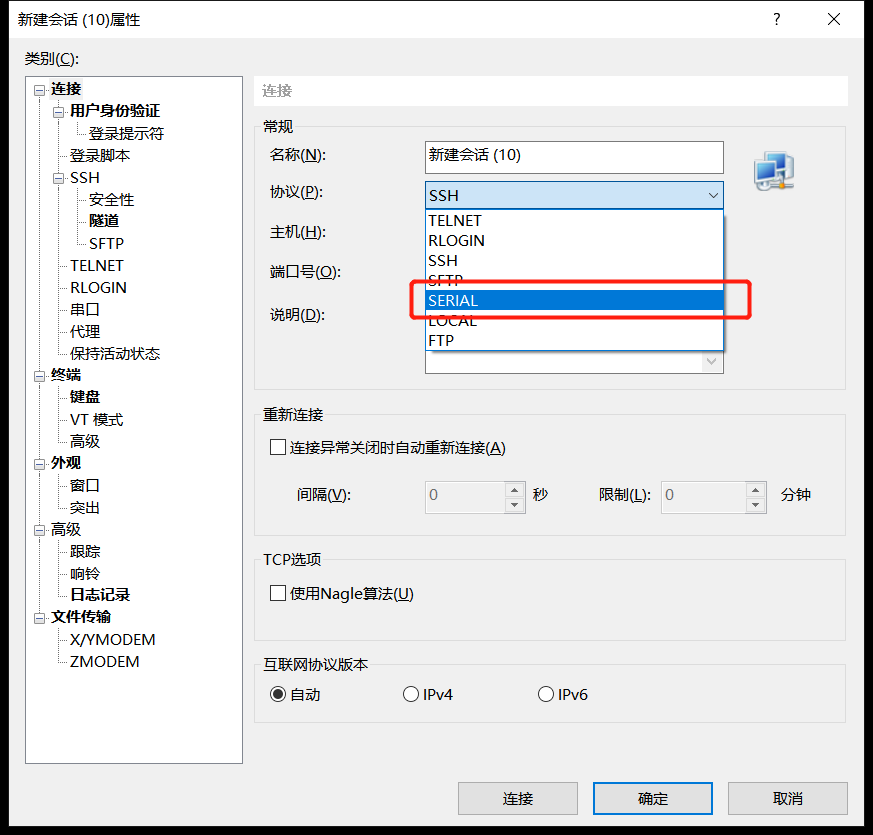 新建会话 (10)属性
类别(C):
连接
用户身份验证
登录提示符
登录脚本
SSH
安全性
隧道
SFTP
TELNET
RLOGIN
串口
代理
保持活动状态
终端
键盘
VT 模式
高级
外观
窗口
突出
高级
跟踪
响铃
日志记录
文件传输
X/YMODEM
ZMODEM
连接
常规
名称(N): 新建会话 (10)
协议(P): SSH
TELNET
主机(H):
RLOGIN
SSH
端口号(O):
SFTP
SERIAL
说明(D):
LOCAL
FTP
重新连接
连接异常关闭时自动重新连接(A)
间隔(V): 0 秒 限制(L): 0 分钟
TCP选项
使用Nagle算法(U)
互联网协议版本
自动 IPv4 IPv6
连接 确定 取消